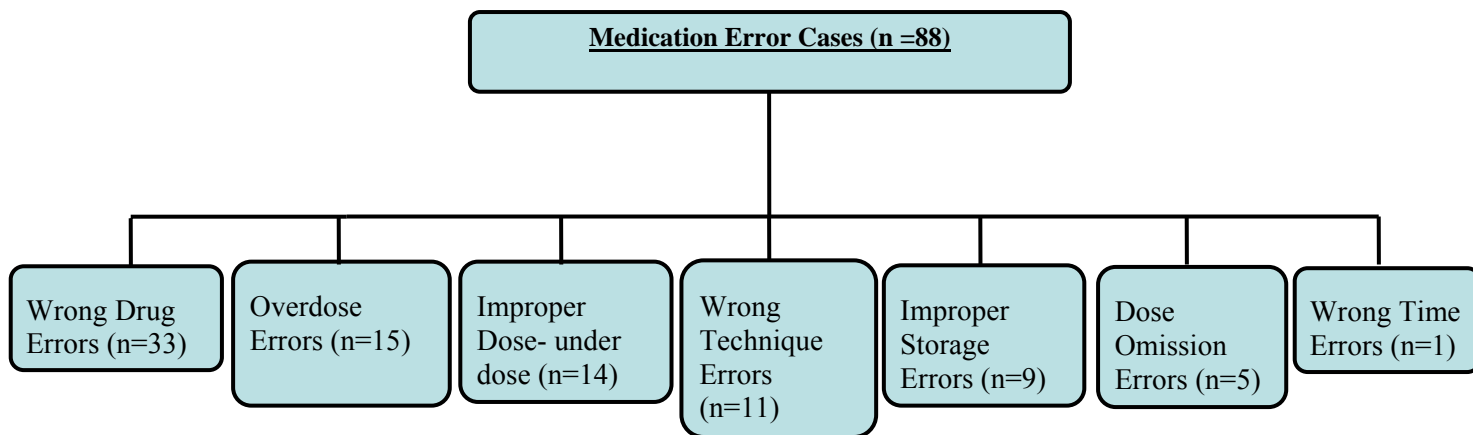 Medication Error Cases (n =88)
Wrong Drug
Errors (n=33)
Overdose
Errors (n=15)
Improper
Dose- under
dose (n=14)
Wrong
Technique
Errors
(n=11)
Improper
Storage
Errors (n=9)
Dose
Omission
Errors (n=5)
Wrong Time
Errors (n=1)